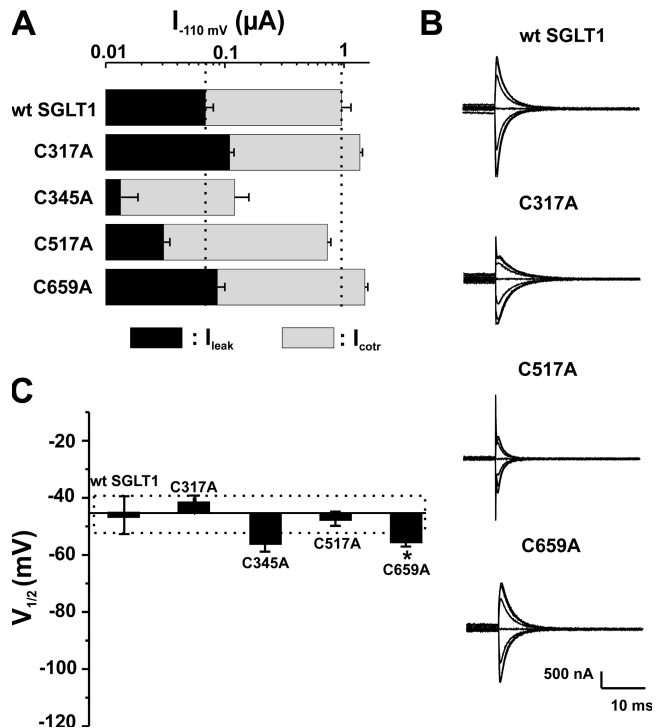 A
I-110 mV (µA)
0.01 0.1 1
wt SGLT1
C317A
C345A
C517A
C659A
: Ileak : Icotr
B
wt SGLT1
C317A
C517A
C659A
500 nA
10 ms
C
V1/2 (mV)
-20
-40
-60
-80
-100
-120
wt SGLT1
C317A
C345A
C517A
*
C659A